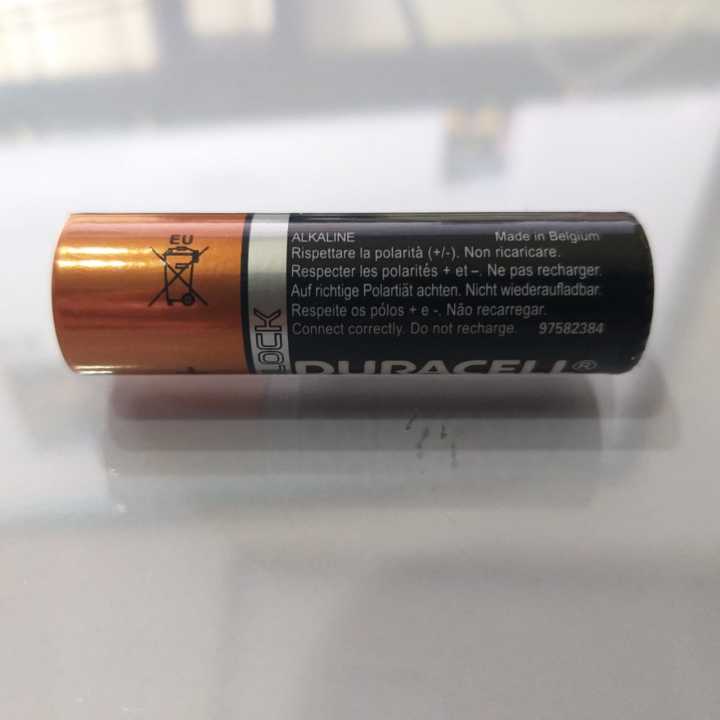 EU
ALKALINE Made in Belgium
Rispettare la polarità (+/-). Non ricaricare.
Respecter les polarités + et –. Ne pas recharger.
Auf richtige Polartiät achten. Nicht wiederaufladbar.
Respeite os pólos + e -. Não recarregar.
Connect correctly. Do not recharge. 97582384
LOCK
DURACELL®